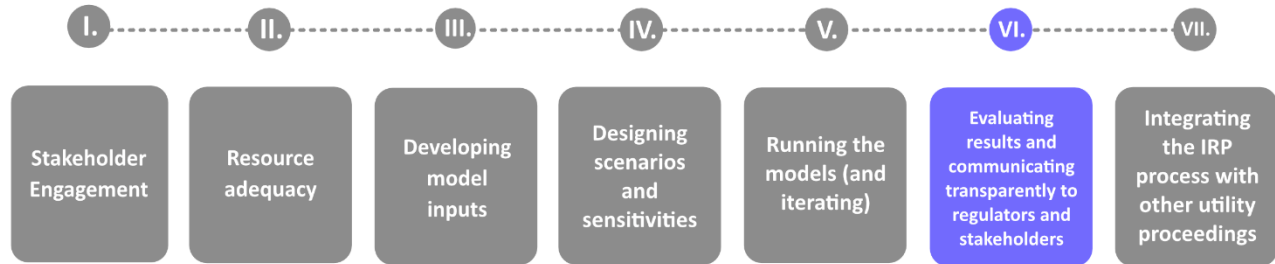 I.
II.
III.
IV.
V.
VI.
VII.
Stakeholder
Engagement
Resource
adequacy
Developing
model
inputs
Designing
scenarios
and
sensitivities
Running the
models (and
iterating)
Evaluating
results and
communicating
transparently to
regulators and
stakeholders
Integrating
the IRP
process with
other utility
proceedings